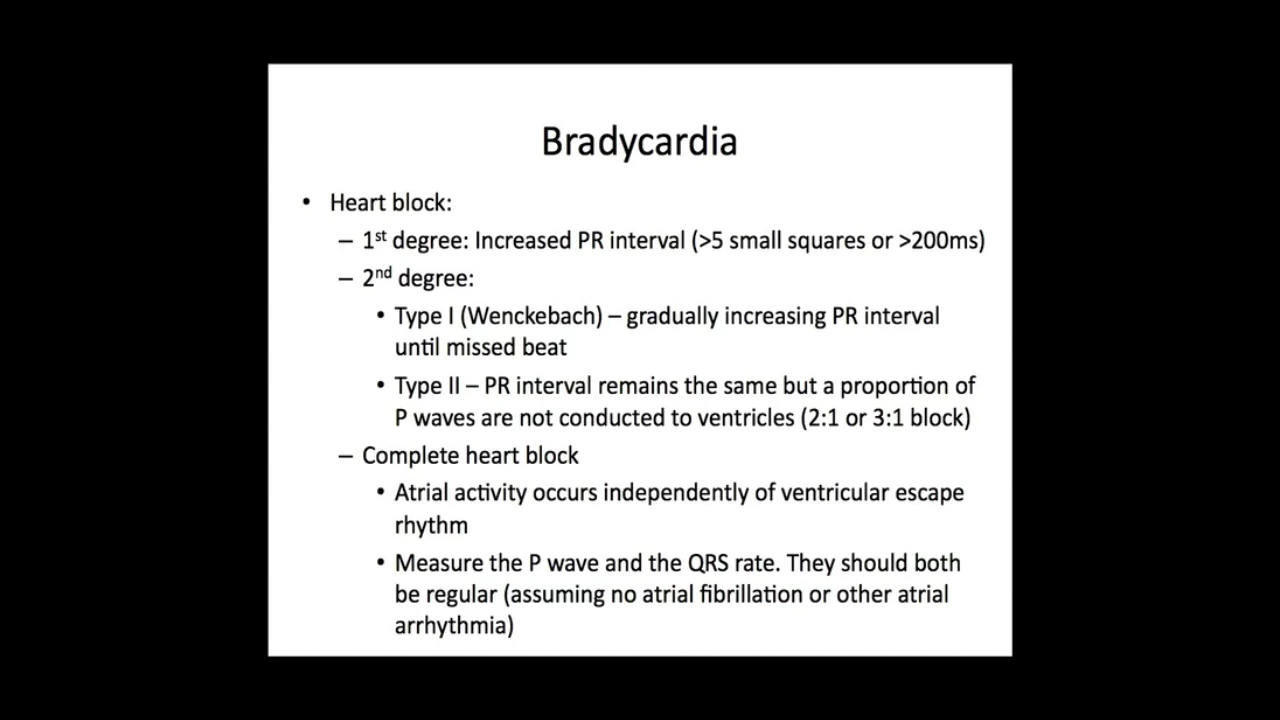 Bradycardia
• Heart block:
– 1st degree: Increased PR interval (>5 small squares or >200ms)
– 2nd degree:
• Type I (Wenckebach) – gradually increasing PR interval
until missed beat
• Type II – PR interval remains the same but a proportion of
P waves are not conducted to ventricles (2:1 or 3:1 block)
– Complete heart block
• Atrial activity occurs independently of ventricular escape
rhythm
• Measure the P wave and the QRS rate. They should both
be regular (assuming no atrial fibrillation or other atrial
arrhythmia)